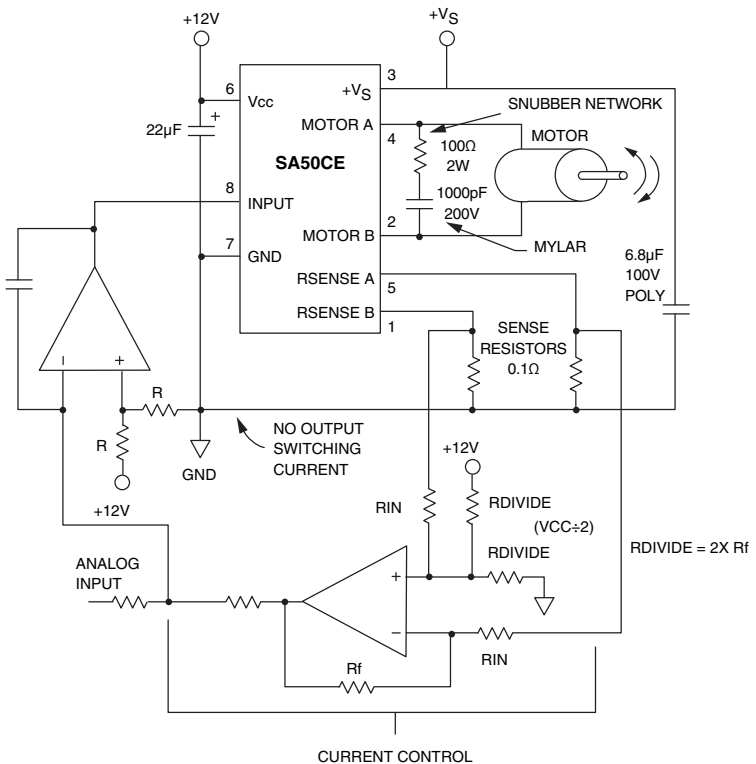 +12V
+VS
6
Vcc
+
22µF
3
+VS
SNUBBER NETWORK
MOTOR A
4
100Ω
2W
MOTOR
SA50CE
8
INPUT
1000pF
200V
2
MOTOR B
MYLAR
7
GND
RSENSE A
5
6.8µF
100V
POLY
RSENSE B
1
SENSE
RESISTORS
0.1Ω
–
+
R
R
NO OUTPUT
SWITCHING
CURRENT
GND
+12V
+12V
RIN
RDIVIDE
(VCC÷2)
RDIVIDE
RDIVIDE = 2X Rf
ANALOG
INPUT
+
–
RIN
Rf
CURRENT CONTROL